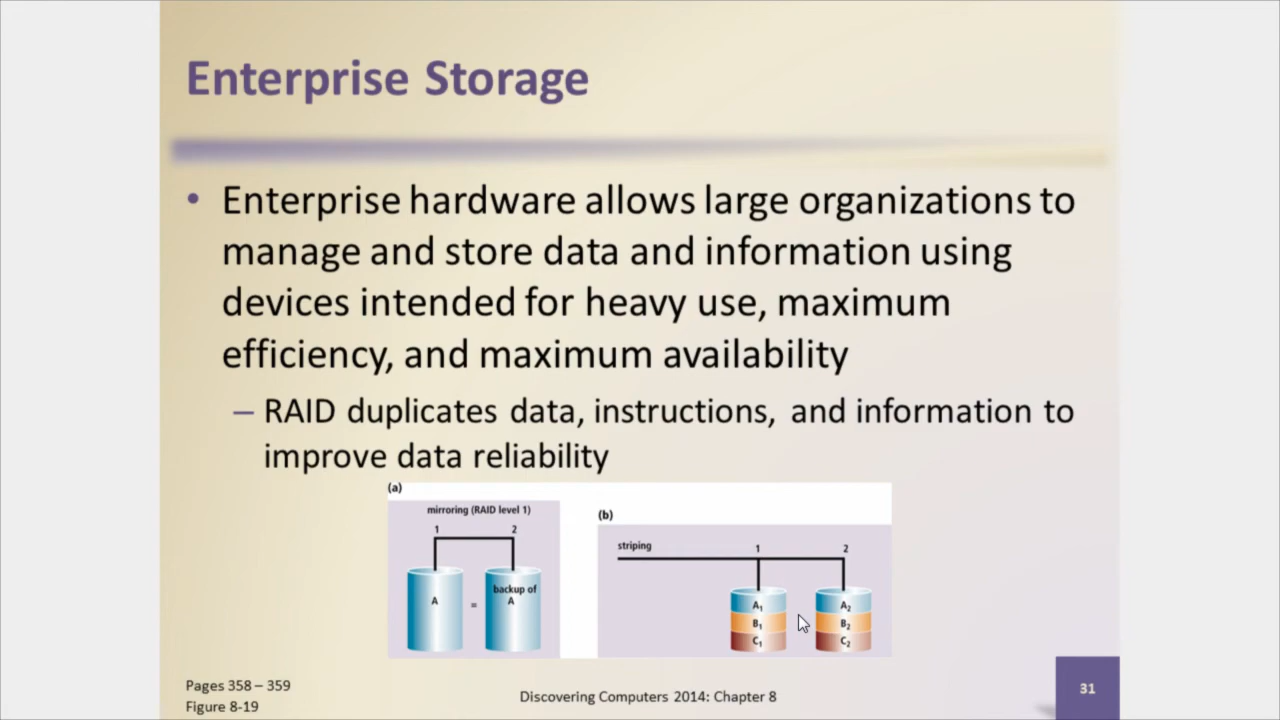 Enterprise Storage
• Enterprise hardware allows large organizations to
manage and store data and information using
devices intended for heavy use, maximum
efficiency, and maximum availability
– RAID duplicates data, instructions, and information to
improve data reliability
(a)
mirroring (RAID level 1)
1 2
A = backup of
A
(b)
striping 1 2
A₁ A₂
B₁ B₂
C₁ C₂
Pages 358 – 359
Figure 8-19
Discovering Computers 2014: Chapter 8
31